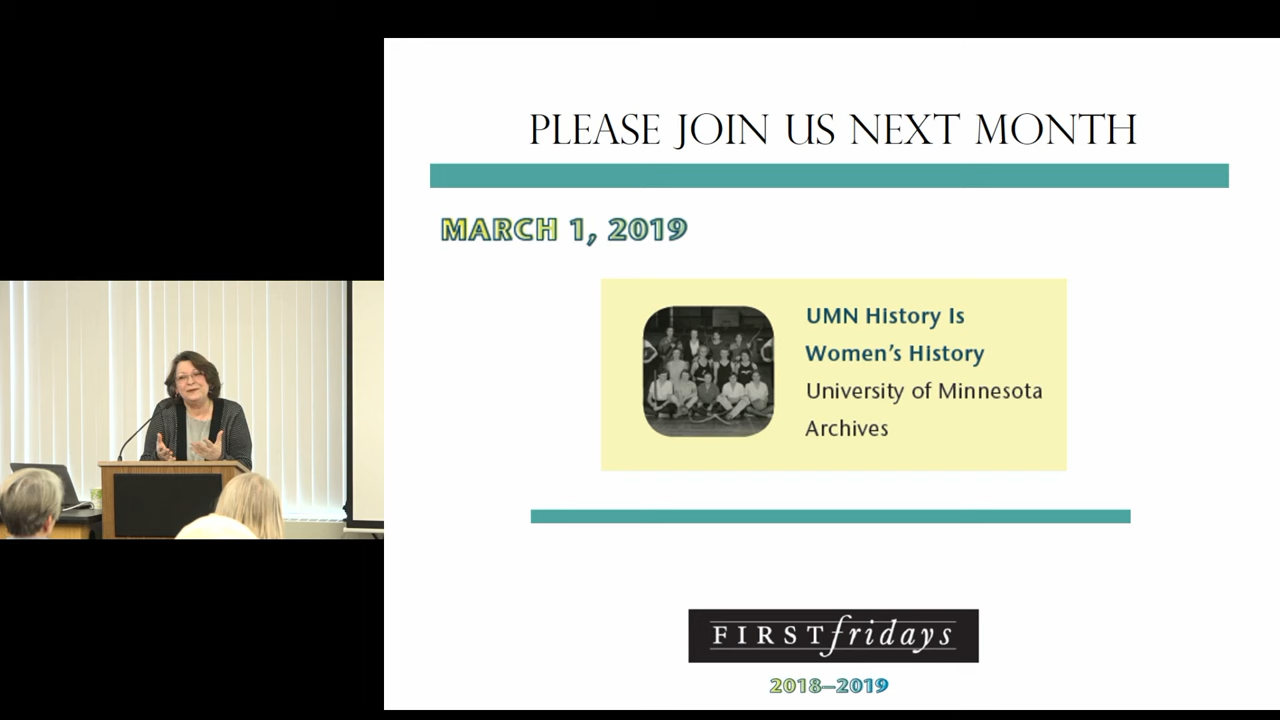 PLEASE JOIN US NEXT MONTH
MARCH 1, 2019
UMN History Is
Women's History
University of Minnesota
Archives
FIRST fridays
2018–2019